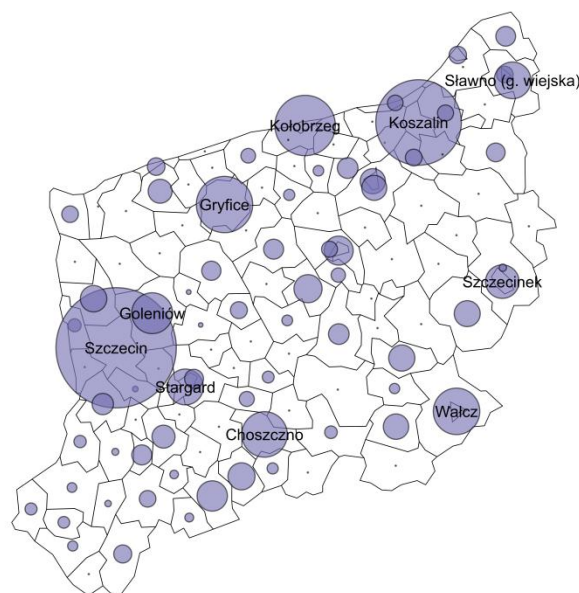 Sławno (g. wiejska)
Kołobrzeg
Koszalin
Gryfice
Szczecinek
Goleniów
Szczecin
Stargard
Wałcz
Choszczno